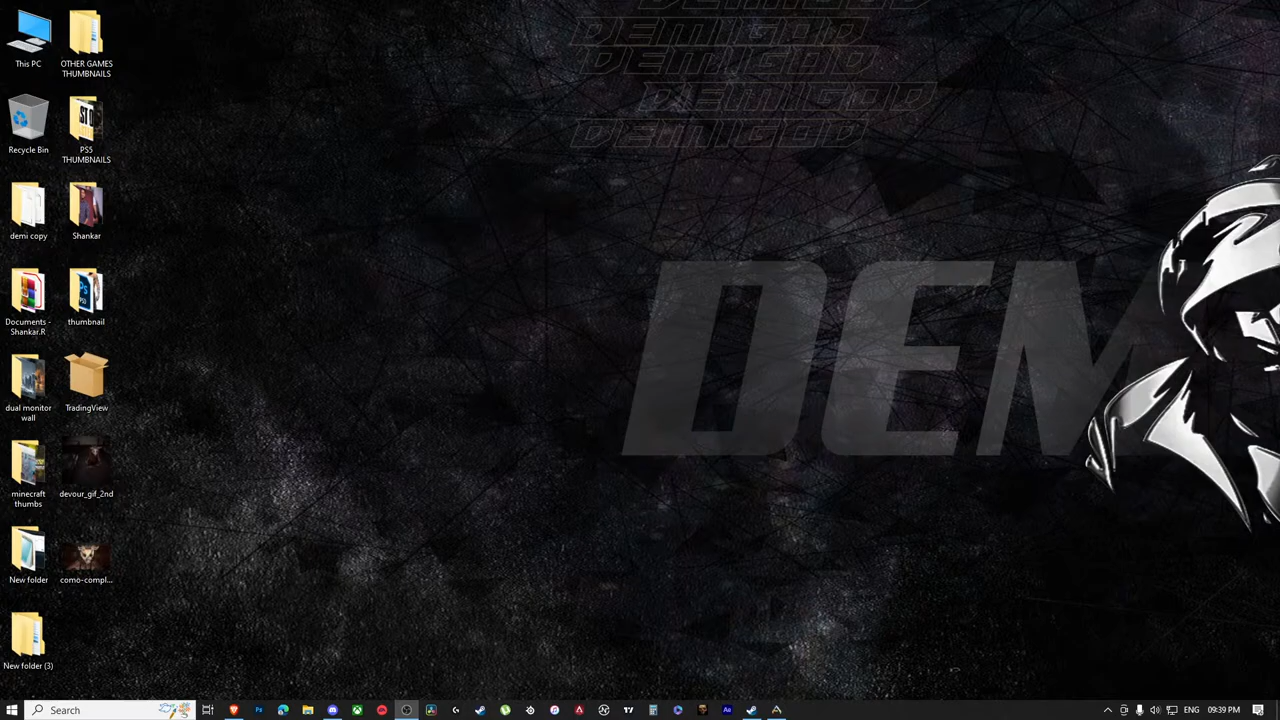 DEMIGOD
DEMIGOD
DEMIGOD
DEMIGOD
DEMIGOD
DEM
This PC
OTHER GAMES
THUMBNAILS
Recycle Bin
PS5
THUMBNAILS
ST O
demi copy
Shankar
Documents -
Shankar.R
thumbnail
dual monitor
wall
TradingView
minecraft
thumbs
devour_gif_2nd
New folder
como-compl...
New folder (3)
Search
ENG
09:39 PM